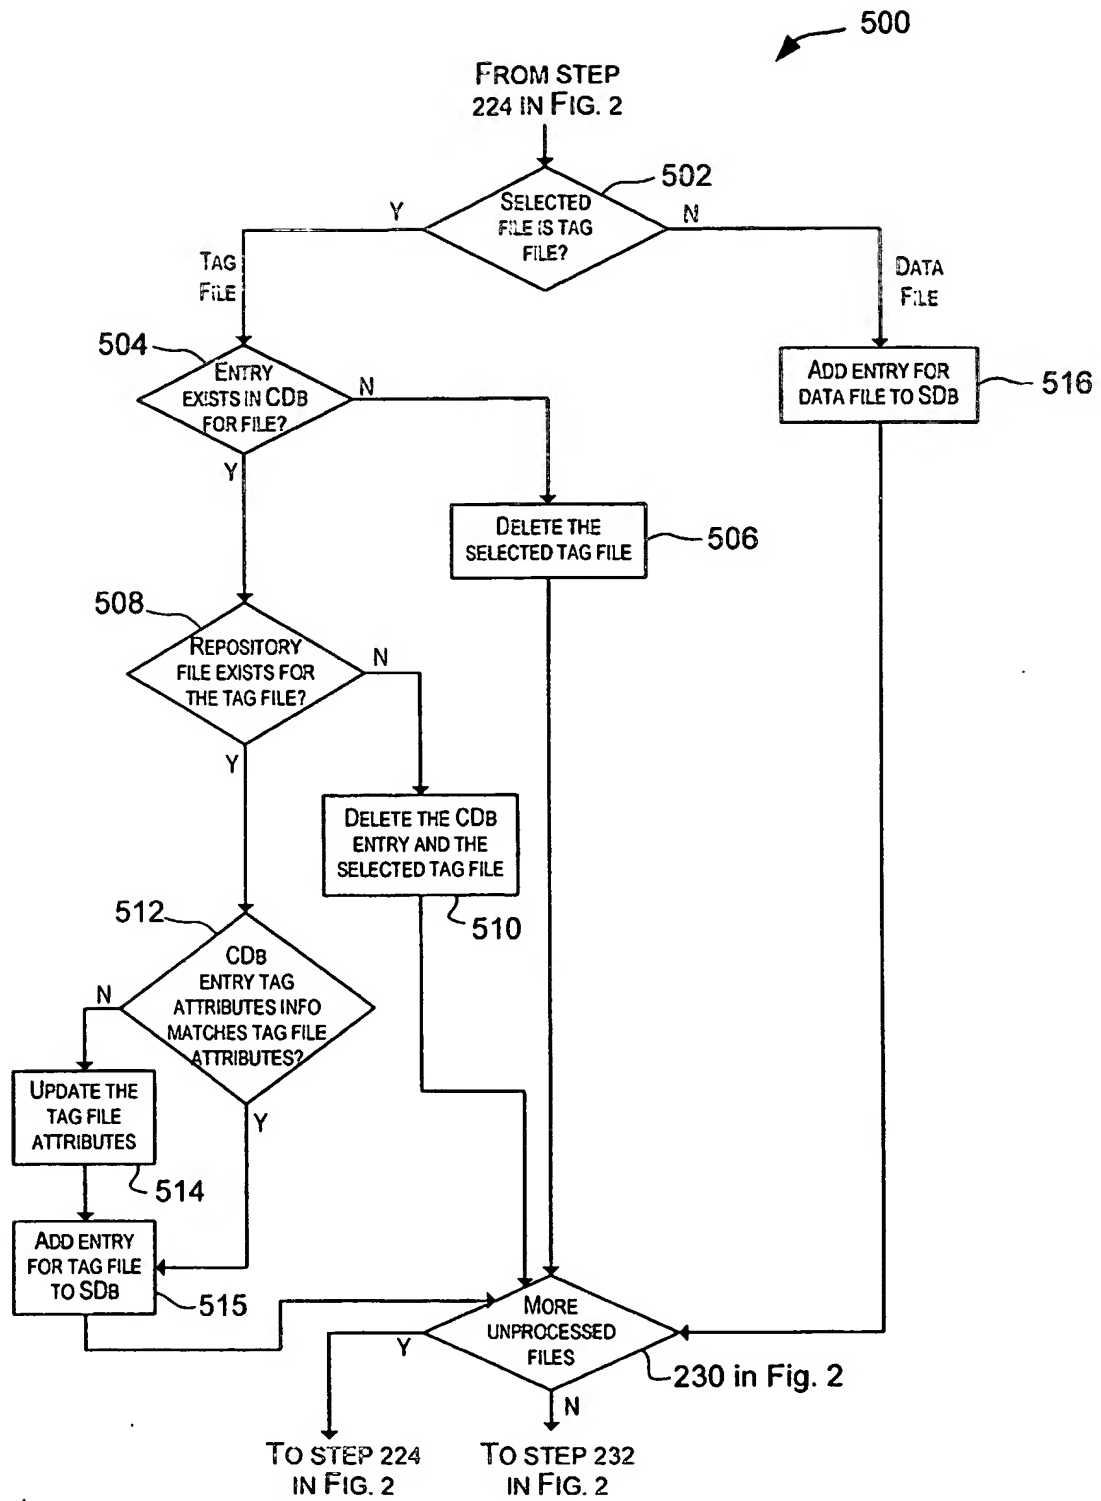 500
FROM STEP
224 IN FIG. 2
502
SELECTED
FILE IS TAG
FILE?
Y
N
TAG
FILE
DATA
FILE
504
ENTRY
EXISTS IN CDB
FOR FILE?
N
Y
ADD ENTRY FOR
DATA FILE TO SDB
516
DELETE THE
SELECTED TAG FILE
506
508
REPOSITORY
FILE EXISTS FOR
THE TAG FILE?
N
Y
DELETE THE CDB
ENTRY AND THE
SELECTED TAG FILE
510
512
CDB
ENTRY TAG
ATTRIBUTES INFO
MATCHES TAG FILE
ATTRIBUTES?
N
Y
UPDATE THE
TAG FILE
ATTRIBUTES
514
ADD ENTRY
FOR TAG FILE
TO SDB
515
MORE
UNPROCESSED
FILES
Y
230 in Fig. 2
N
TO STEP 224
IN FIG. 2
TO STEP 232
IN FIG. 2